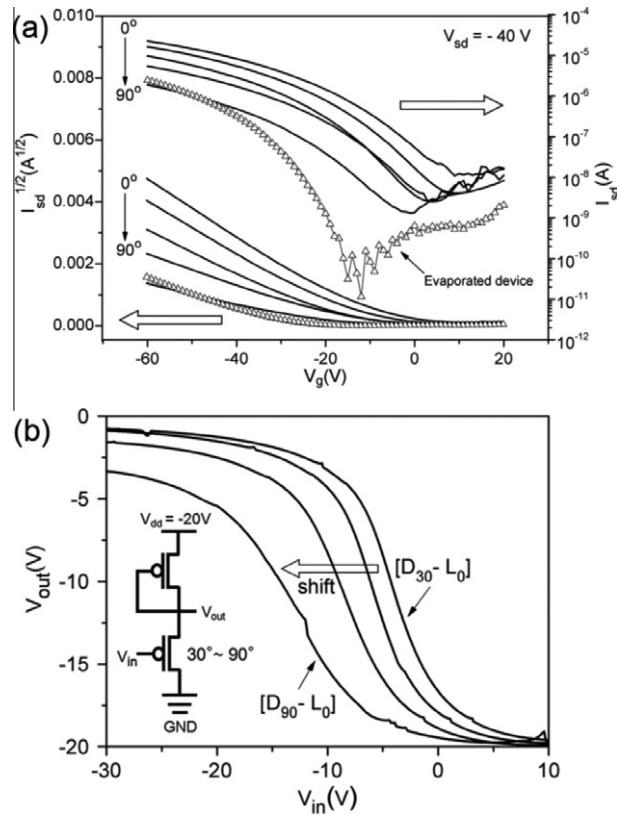 (a)
V_sd = - 40 V
0°
90°
0°
90°
Evaporated device
0.010
0.008
0.006
0.004
0.002
0.000
I_sd^1/2(A^1/2)
10^-4
10^-5
10^-6
10^-7
10^-8
10^-9
10^-10
10^-11
10^-12
I_sd(A)
-60 -40 -20 0 20
V_g(V)
(b)
0
-5
-10
-15
-20
V_out(V)
V_dd = -20V
[D_30- L_0]
shift
V_out
V_in
30°~ 90°
[D_90- L_0]
GND
-30 -20 -10 0 10
V_in(V)